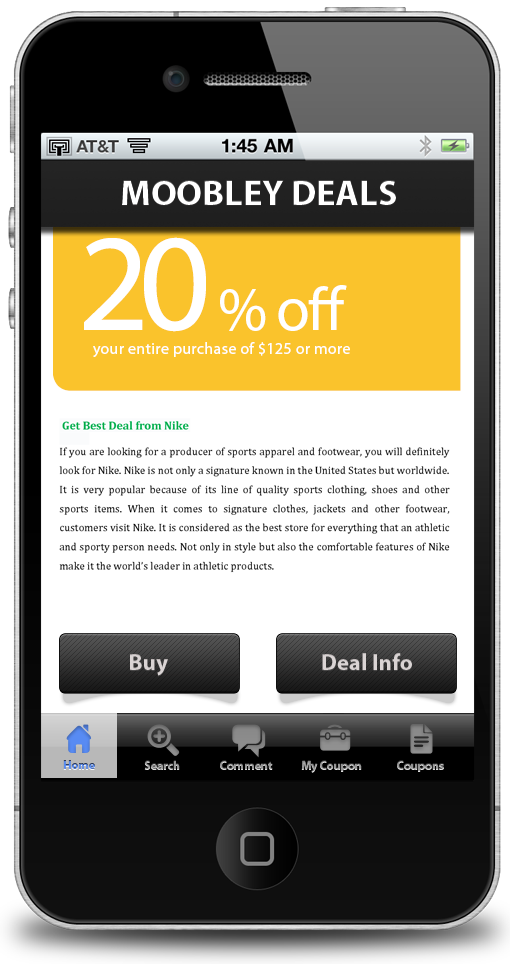 AT&T 1:45 AM
MOOBLEY DEALS
20 % off
your entire purchase of $125 or more
Get Best Deal from Nike
If you are looking for a producer of sports apparel and footwear, you will definitely
look for Nike. Nike is not only a signature known in the United States but worldwide.
It is very popular because of its line of quality sports clothing, shoes and other
sports items. When it comes to signature clothes, jackets and other footwear,
customers visit Nike. It is considered as the best store for everything that an athletic
and sporty person needs. Not only in style but also the comfortable features of Nike
make it the world's leader in athletic products.
Buy Deal Info
Home Search Comment My Coupon Coupons